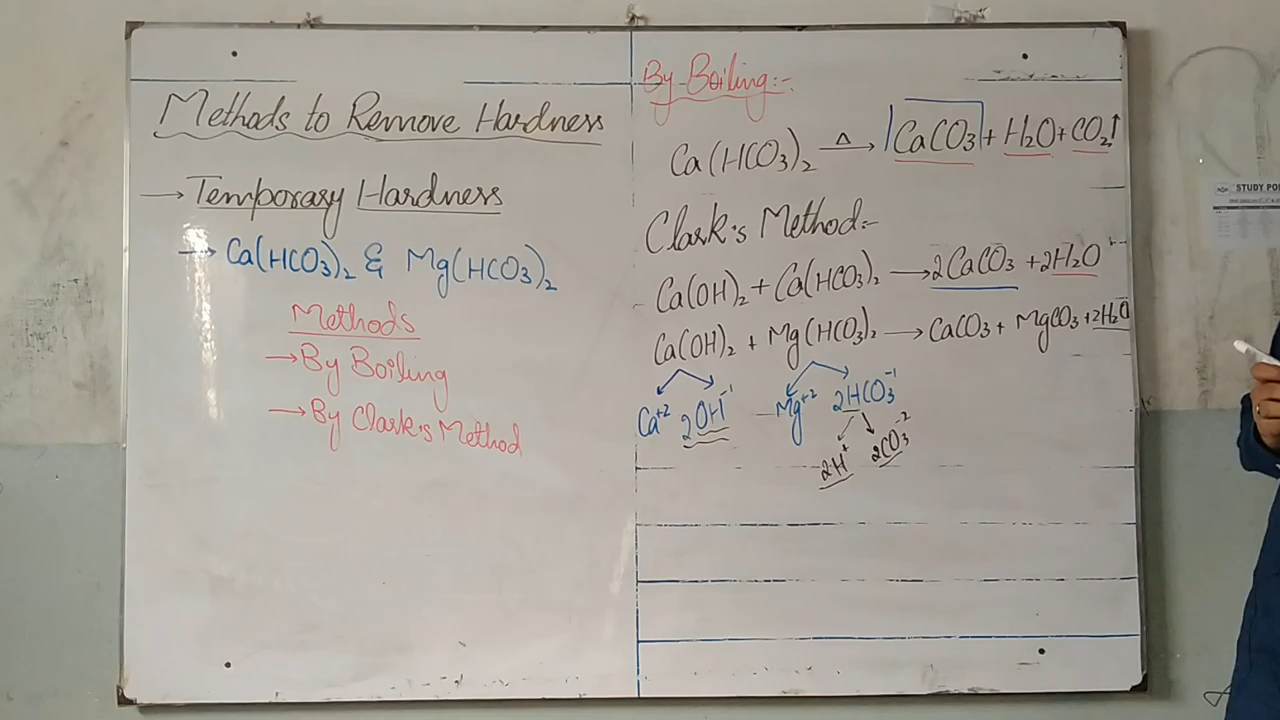 Methods to Remove Hardness
→ Temporary Hardness
→ Ca(HCO3)2 & Mg(HCO3)2
Methods
→ By Boiling
→ By Clark's Method
By Boiling:-
Ca(HCO3)2 —Δ→ CaCO3 + H2O + CO2↑
Clark's Method:-
Ca(OH)2 + Ca(HCO3)2 → 2CaCO3 + 2H2O
Ca(OH)2 + Mg(HCO3)2 → CaCO3 + MgCO3 + 2H2O
Ca+2 2OH-1 Mg+2 2HCO3-1
2H+ 2CO3-2
STUDY